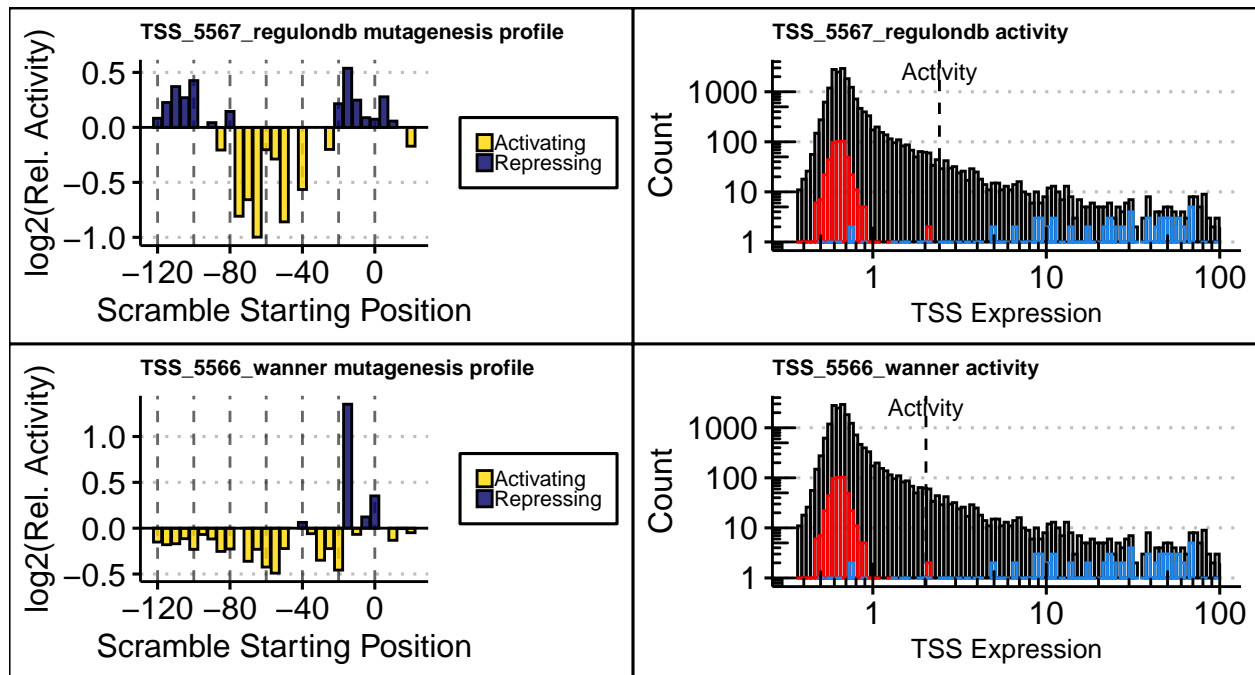 TSS_5567_regulondb mutagenesis profile
log2(Rel. Activity)
0.5
0.0
−0.5
−1.0
−120
−80
−40
0
Scramble Starting Position
Activating
Repressing
TSS_5567_regulondb activity
Activity
Count
1000
100
10
1
1
10
100
TSS Expression
TSS_5566_wanner mutagenesis profile
log2(Rel. Activity)
1.0
0.5
0.0
−0.5
−120
−80
−40
0
Scramble Starting Position
Activating
Repressing
TSS_5566_wanner activity
Activity
Count
1000
100
10
1
1
10
100
TSS Expression